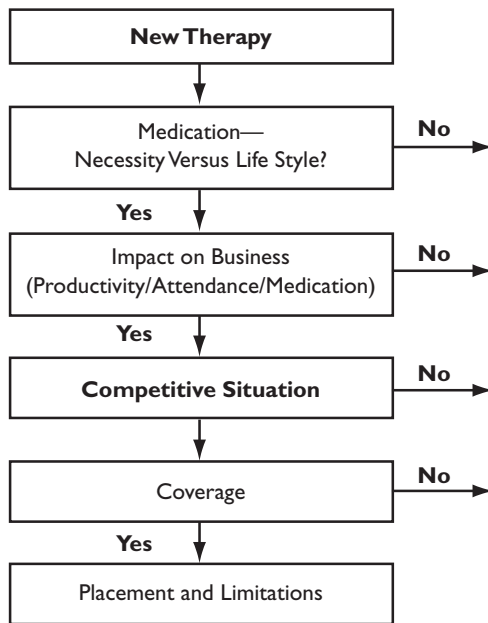 New Therapy
Medication—
Necessity Versus Life Style?
No
Yes
Impact on Business
(Productivity/Attendance/Medication)
No
Yes
Competitive Situation
No
Coverage
No
Yes
Placement and Limitations